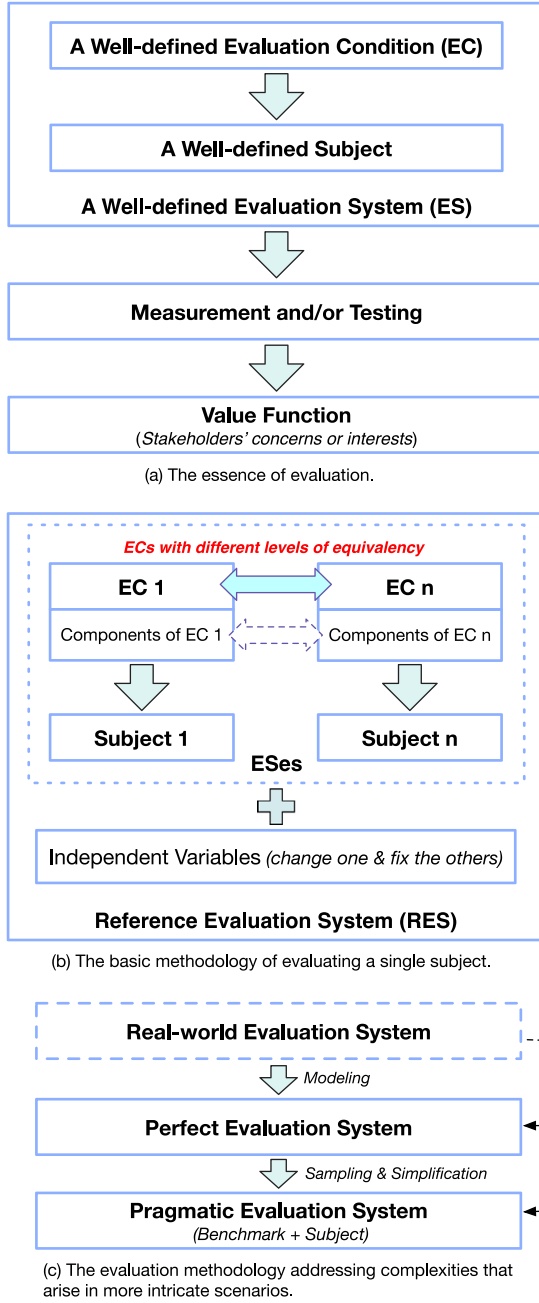 A Well-defined Evaluation Condition (EC)
A Well-defined Subject
A Well-defined Evaluation System (ES)
Measurement and/or Testing
Value Function
(Stakeholders' concerns or interests)
(a) The essence of evaluation.
ECs with different levels of equivalency
EC 1
EC n
Components of EC 1
Components of EC n
Subject 1
Subject n
ESes
Independent Variables (change one & fix the others)
Reference Evaluation System (RES)
(b) The basic methodology of evaluating a single subject.
Real-world Evaluation System
Modeling
Perfect Evaluation System
Sampling & Simplification
Pragmatic Evaluation System
(Benchmark + Subject)
(c) The evaluation methodology addressing complexities that
arise in more intricate scenarios.